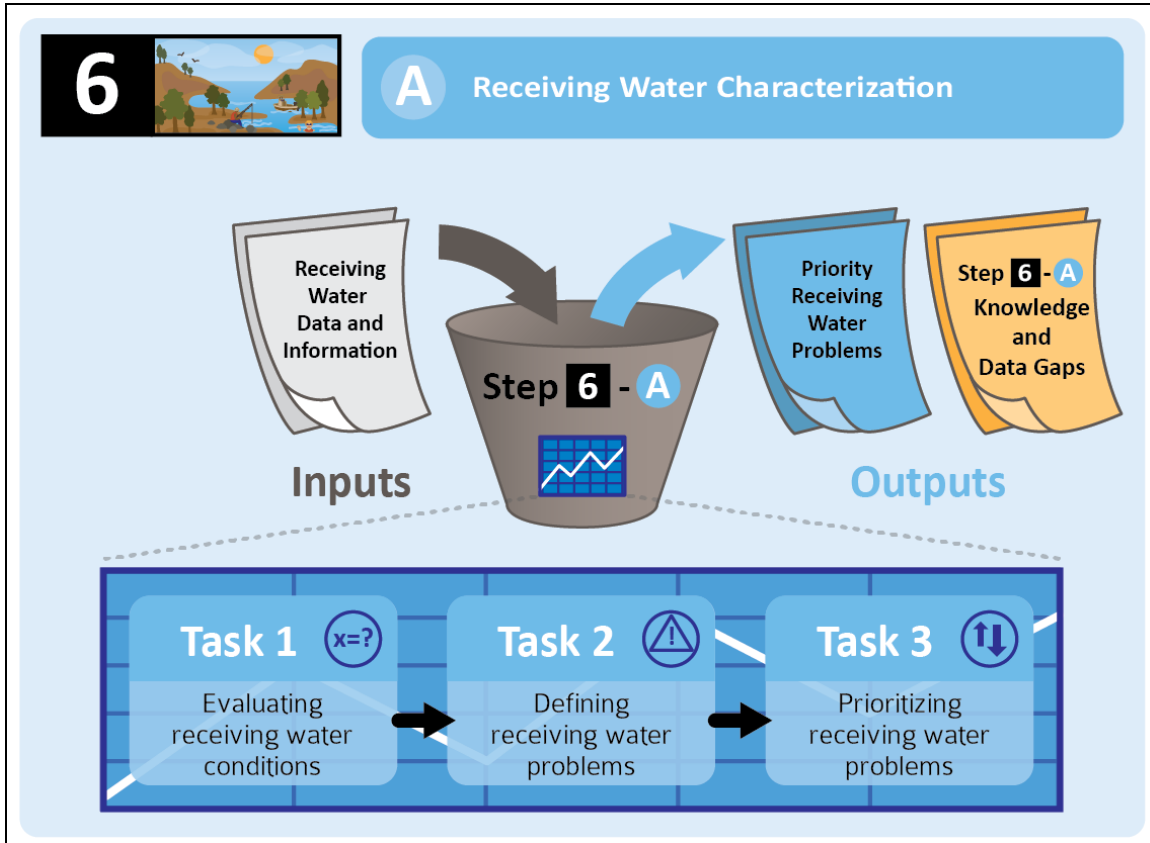 6
A Receiving Water Characterization
Receiving
Water
Data and
Information
Priority
Receiving
Water
Problems
Step 6 - A
Knowledge
and
Data Gaps
Step 6 - A
Inputs
Outputs
Task 1
x=?
Evaluating
receiving water
conditions
Task 2
!
Defining
receiving water
problems
Task 3
Prioritizing
receiving water
problems